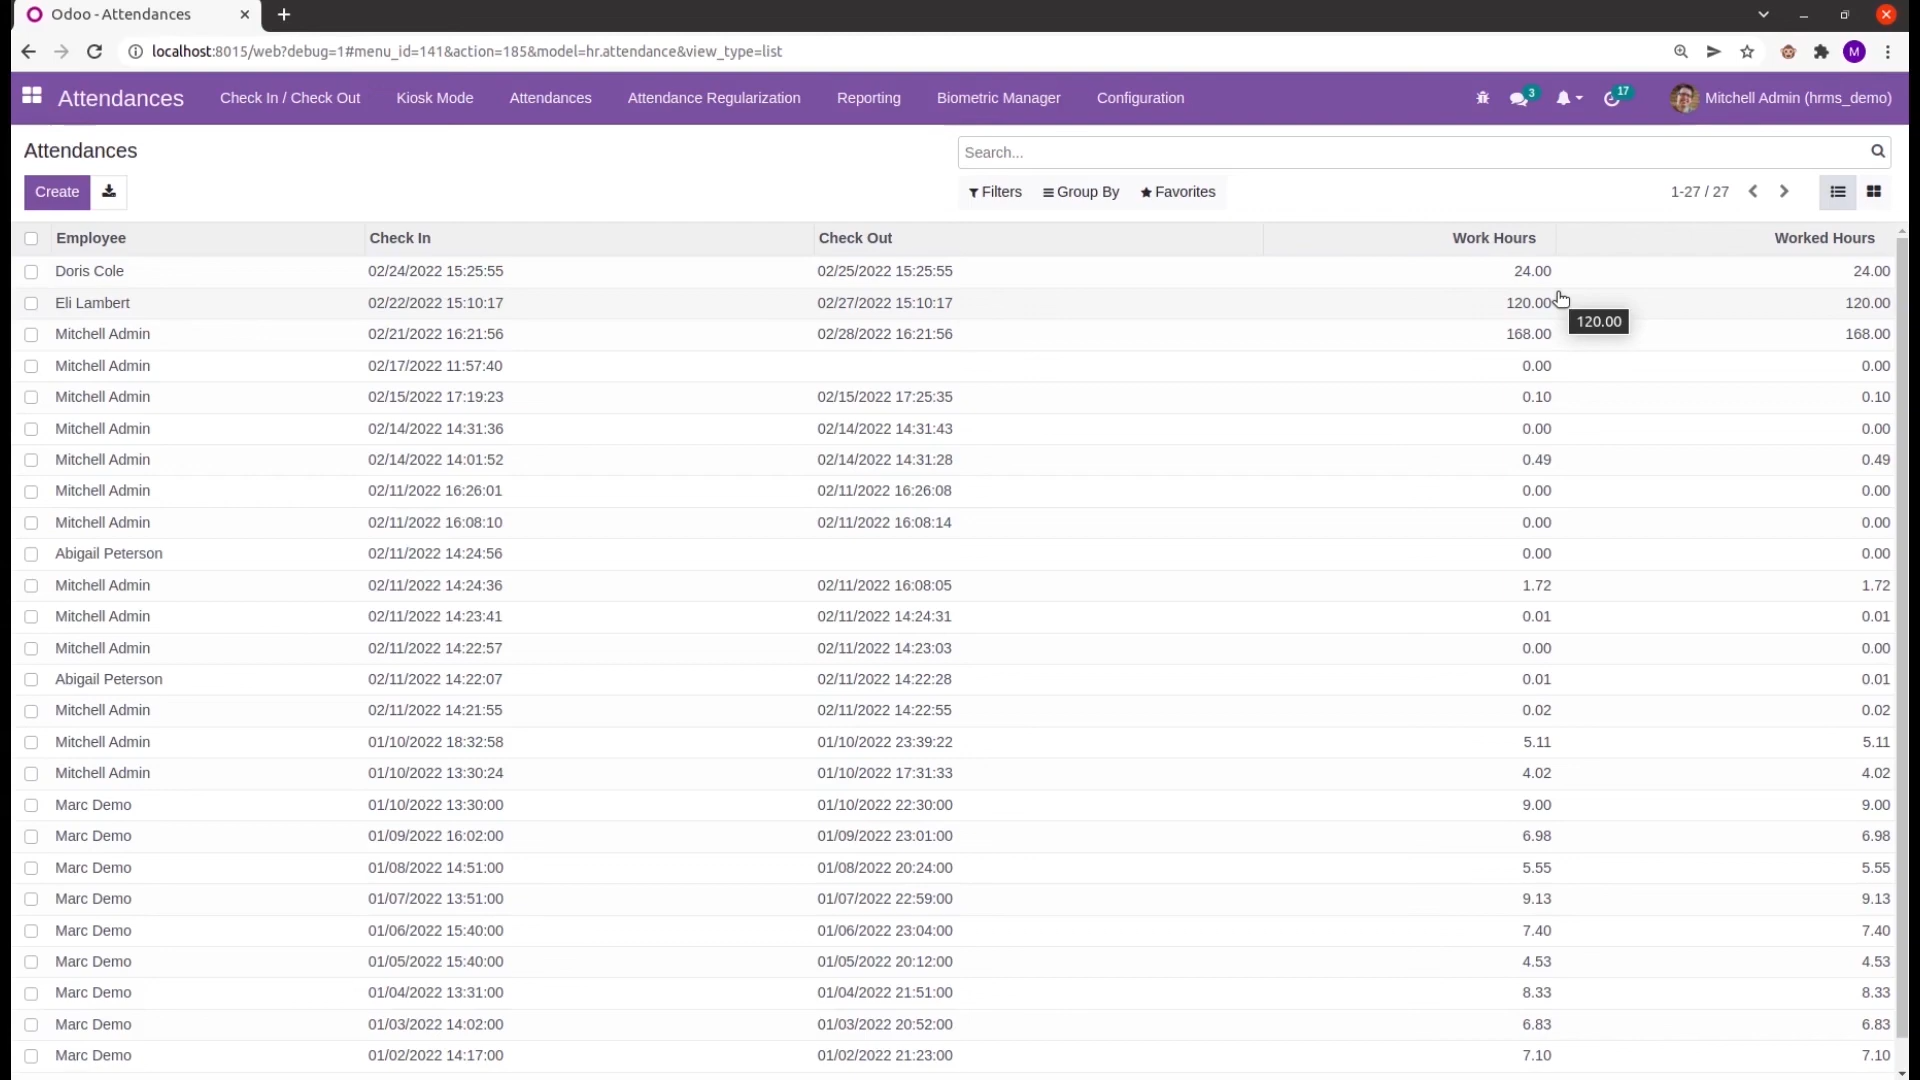 Odoo - Attendances
localhost:8015/web?debug=1#menu_id=141&action=185&model=hr.attendance&view_type=list
M
Attendances Check In / Check Out Kiosk Mode Attendances Attendance Regularization Reporting Biometric Manager Configuration 3 17 Mitchell Admin (hrms_demo)
Attendances Search...
Create Filters Group By Favorites 1-27 / 27
Employee Check In Check Out Work Hours Worked Hours
Doris Cole 02/24/2022 15:25:55 02/25/2022 15:25:55 24.00 24.00
Eli Lambert 02/22/2022 15:10:17 02/27/2022 15:10:17 120.00 120.00
120.00
Mitchell Admin 02/21/2022 16:21:56 02/28/2022 16:21:56 168.00 168.00
Mitchell Admin 02/17/2022 11:57:40 0.00 0.00
Mitchell Admin 02/15/2022 17:19:23 02/15/2022 17:25:35 0.10 0.10
Mitchell Admin 02/14/2022 14:31:36 02/14/2022 14:31:43 0.00 0.00
Mitchell Admin 02/14/2022 14:01:52 02/14/2022 14:31:28 0.49 0.49
Mitchell Admin 02/11/2022 16:26:01 02/11/2022 16:26:08 0.00 0.00
Mitchell Admin 02/11/2022 16:08:10 02/11/2022 16:08:14 0.00 0.00
Abigail Peterson 02/11/2022 14:24:56 0.00 0.00
Mitchell Admin 02/11/2022 14:24:36 02/11/2022 16:08:05 1.72 1.72
Mitchell Admin 02/11/2022 14:23:41 02/11/2022 14:24:31 0.01 0.01
Mitchell Admin 02/11/2022 14:22:57 02/11/2022 14:23:03 0.00 0.00
Abigail Peterson 02/11/2022 14:22:07 02/11/2022 14:22:28 0.01 0.01
Mitchell Admin 02/11/2022 14:21:55 02/11/2022 14:22:55 0.02 0.02
Mitchell Admin 01/10/2022 18:32:58 01/10/2022 23:39:22 5.11 5.11
Mitchell Admin 01/10/2022 13:30:24 01/10/2022 17:31:33 4.02 4.02
Marc Demo 01/10/2022 13:30:00 01/10/2022 22:30:00 9.00 9.00
Marc Demo 01/09/2022 16:02:00 01/09/2022 23:01:00 6.98 6.98
Marc Demo 01/08/2022 14:51:00 01/08/2022 20:24:00 5.55 5.55
Marc Demo 01/07/2022 13:51:00 01/07/2022 22:59:00 9.13 9.13
Marc Demo 01/06/2022 15:40:00 01/06/2022 23:04:00 7.40 7.40
Marc Demo 01/05/2022 15:40:00 01/05/2022 20:12:00 4.53 4.53
Marc Demo 01/04/2022 13:31:00 01/04/2022 21:51:00 8.33 8.33
Marc Demo 01/03/2022 14:02:00 01/03/2022 20:52:00 6.83 6.83
Marc Demo 01/02/2022 14:17:00 01/02/2022 21:23:00 7.10 7.10